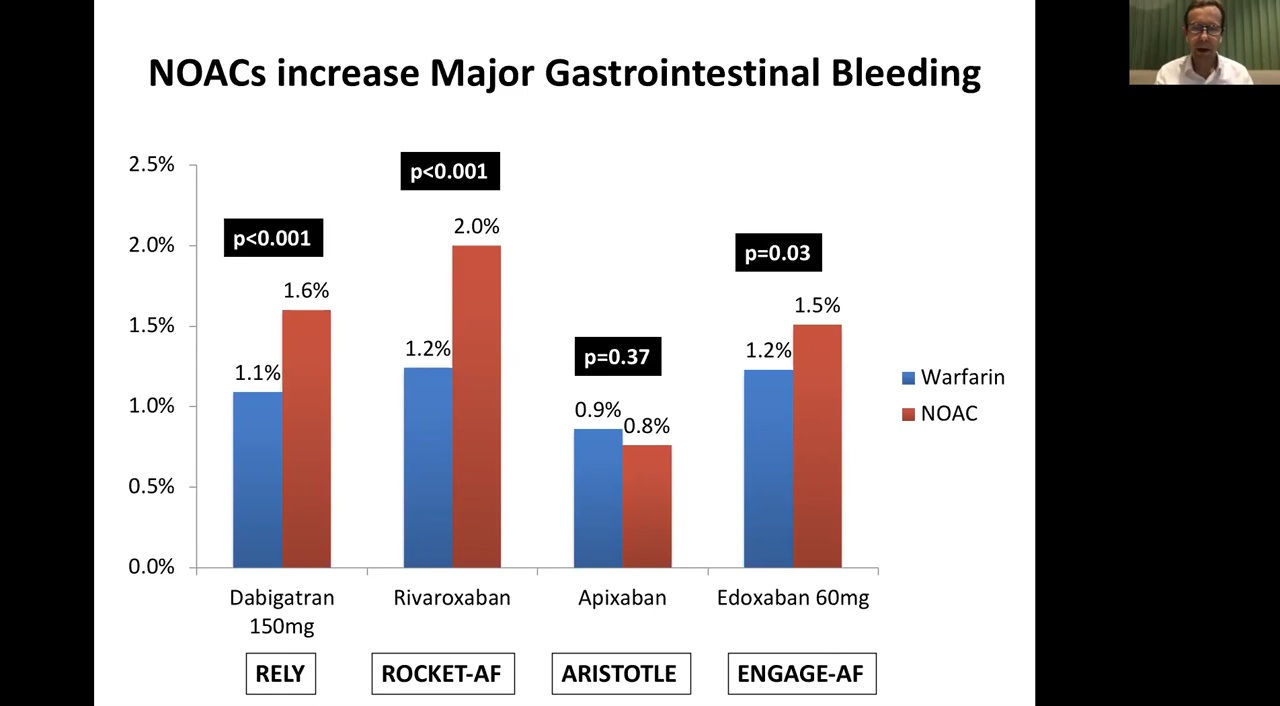 NOACs increase Major Gastrointestinal Bleeding
2.5%
2.0%
1.5%
1.0%
0.5%
0.0%
p<0.001
1.1%
1.6%
p<0.001
1.2%
2.0%
p=0.37
0.9%
0.8%
p=0.03
1.2%
1.5%
Warfarin
NOAC
Dabigatran
150mg
Rivaroxaban
Apixaban
Edoxaban 60mg
RELY
ROCKET-AF
ARISTOTLE
ENGAGE-AF